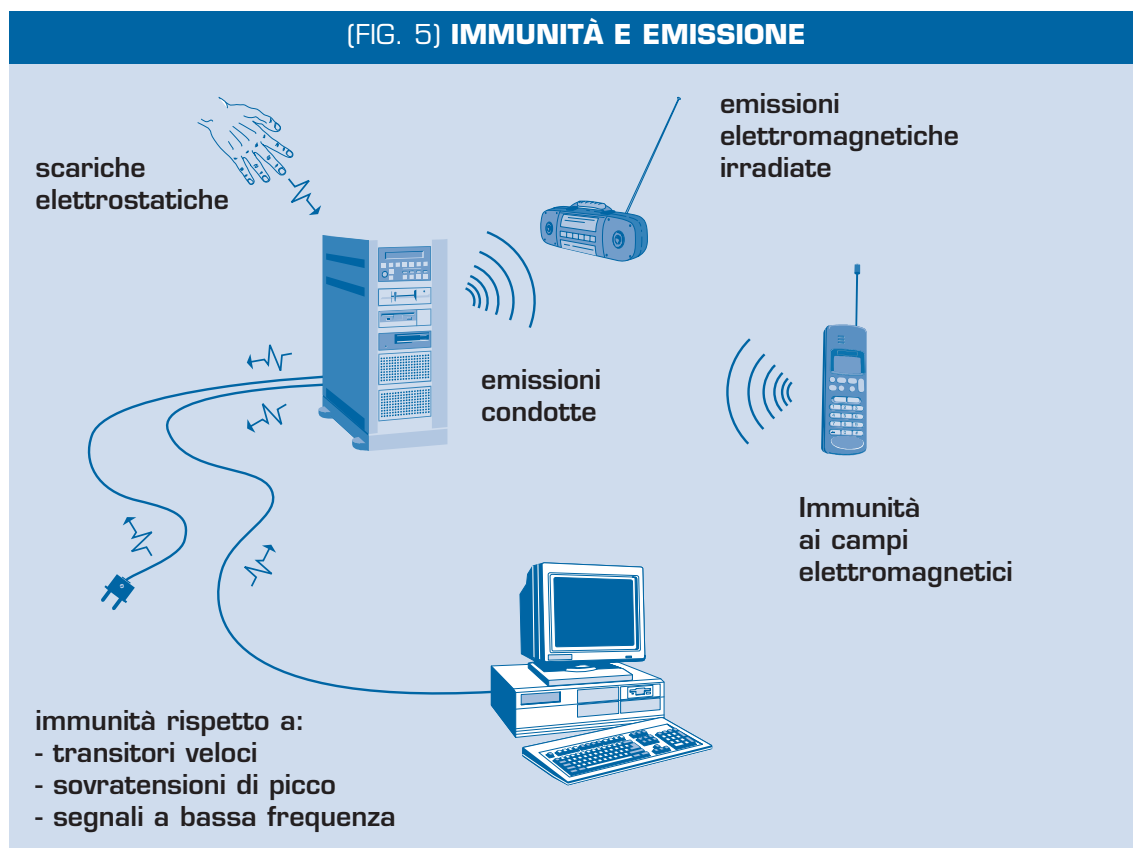 (FIG. 5) IMMUNITÀ E EMISSIONE
scariche
elettrostatiche
emissioni
elettromagnetiche
irradiate
emissioni
condotte
Immunità
ai campi
elettromagnetici
immunità rispetto a:
- transitori veloci
- sovratensioni di picco
- segnali a bassa frequenza